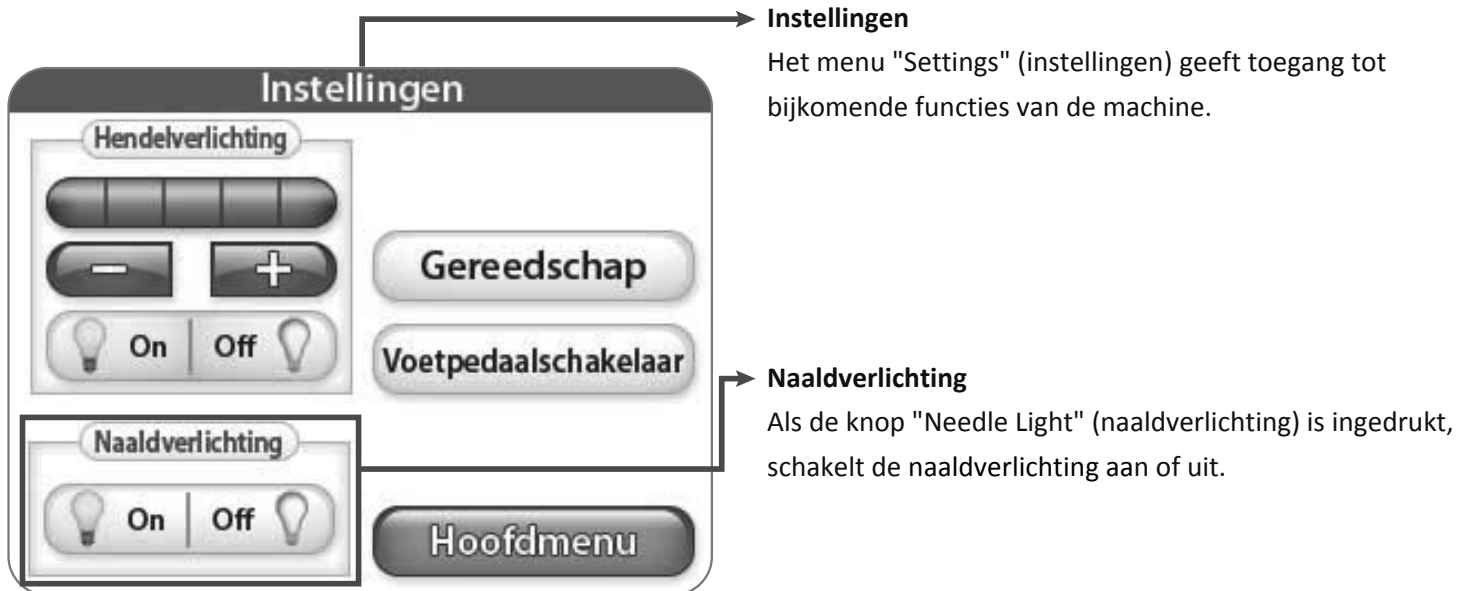 Instellingen
Hendelverlichting
On
Off
Gereedschap
Voetpedaalschakelaar
Naaldverlichting
On
Off
Hoofdmenu
Instellingen
Het menu "Settings" (instellingen) geeft toegang tot
bijkomende functies van de machine.
Naaldverlichting
Als de knop "Needle Light" (naaldverlichting) is ingedrukt,
schakelt de naaldverlichting aan of uit.